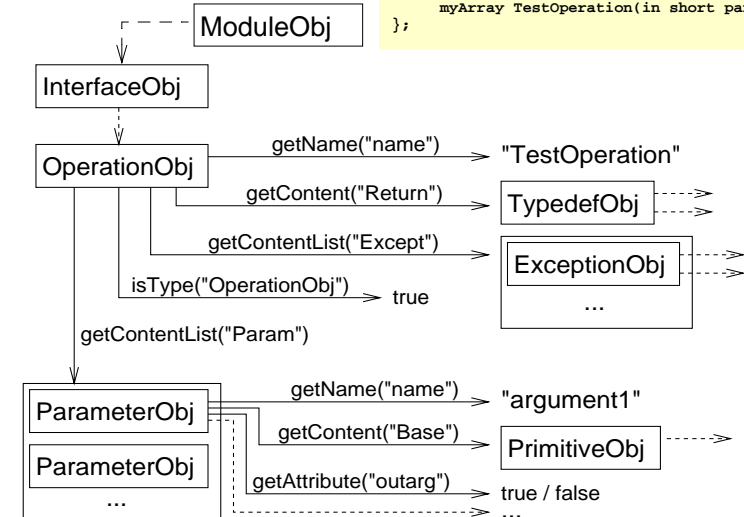 myArray TestOperation(in short
};
ModuleObj
InterfaceObj
OperationObj
getName("name")
"TestOperation"
getContent("Return")
TypedefObj
getContentList("Except")
ExceptionObj
...
isType("OperationObj")
true
getContentList("Param")
ParameterObj
getName("name")
"argument1"
getContent("Base")
PrimitiveObj
ParameterObj
getAttribute("outarg")
true / false
...
...